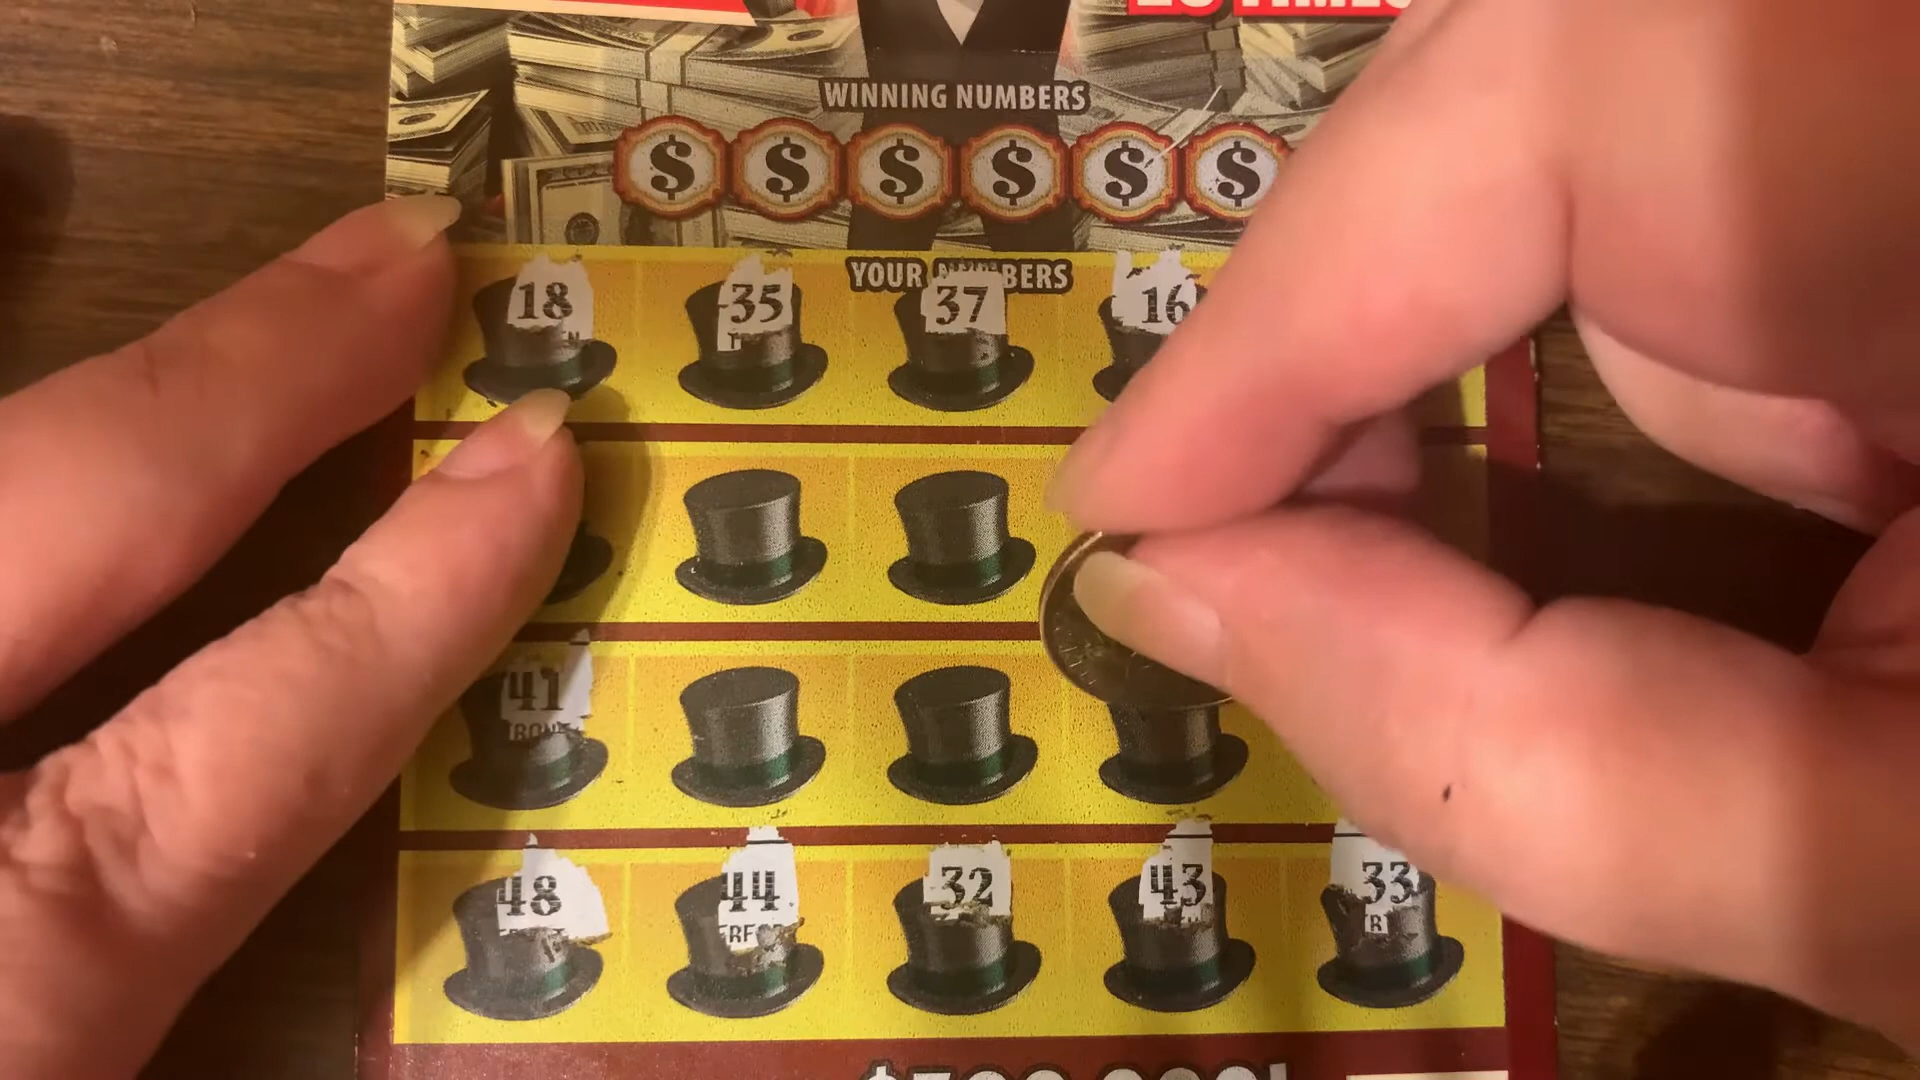 WINNING NUMBERS
$ $ $ $ $ $
YOUR NUMBERS
18 35 37 16
41
48 44 32 43 33